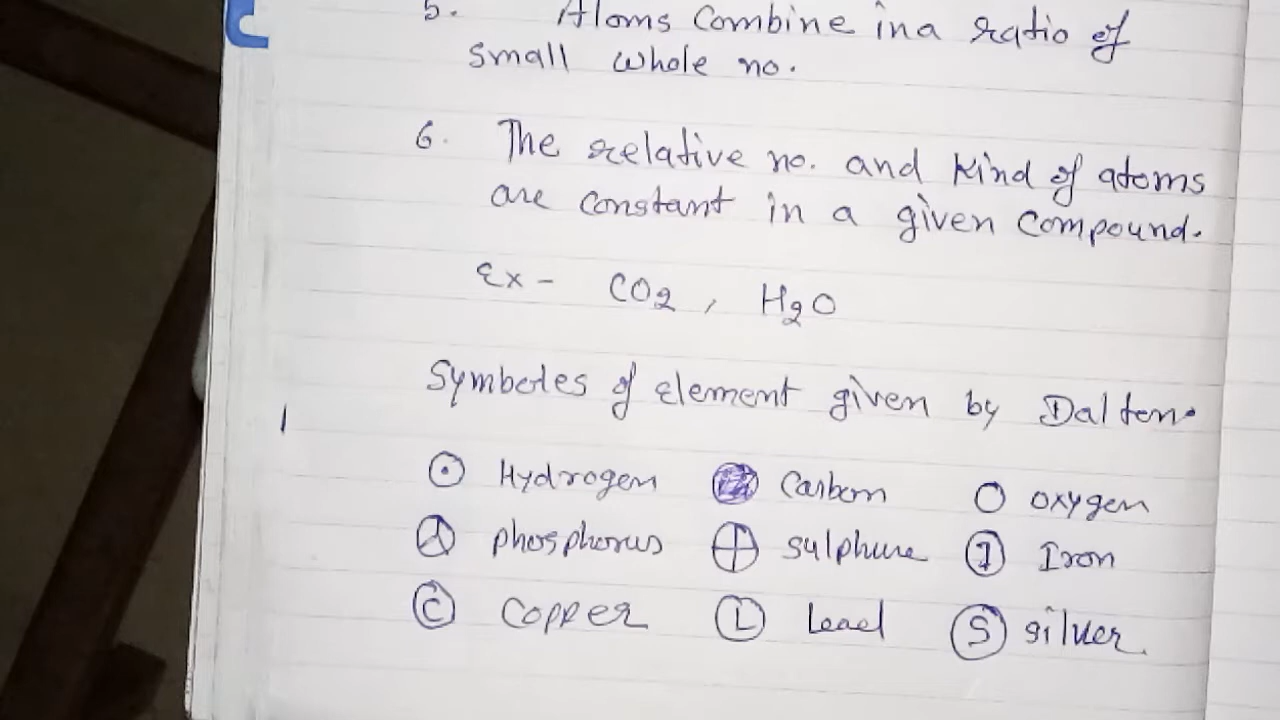 5. Atoms Combine in a ratio of
small whole no.
6. The relative no. and kind of atoms
are constant in a given compound.
Ex - CO2, H2O
Symboles of element given by Dalton.
Hydrogen Carbon O oxygen
phosphorus sulphure I Iron
C Copper L Lead S silver.